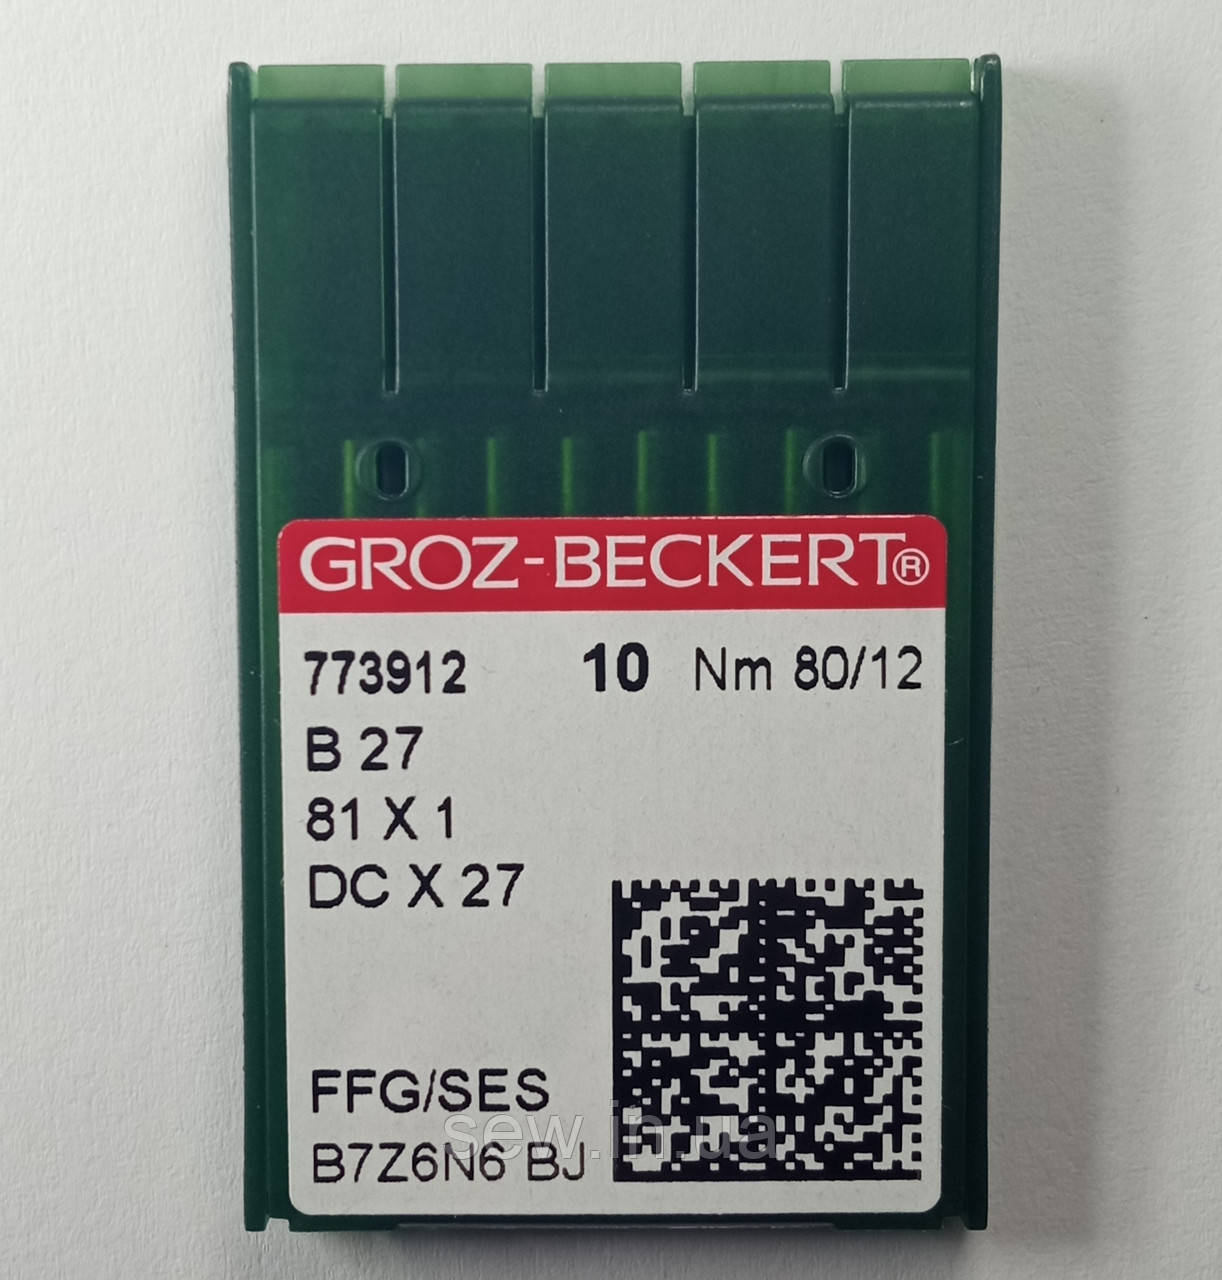 GROZ-BECKERT®
773912 10 Nm 80/12
B 27
81 X 1
DC X 27
FFG/SES
sew.in.ua
B7Z6N6 BJ